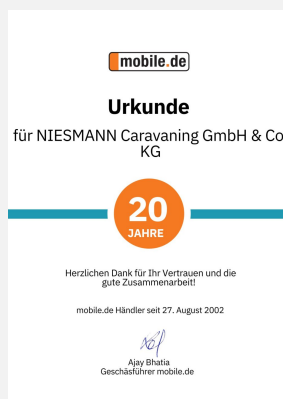 mobile.de
Urkunde
für NIESMANN Caravaning GmbH & Co
KG
20
JAHRE
Herzlichen Dank für Ihr Vertrauen und die
gute Zusammenarbeit!
mobile.de Händler seit 27. August 2002
Ajay Bhatia
Geschäsführer mobile.de